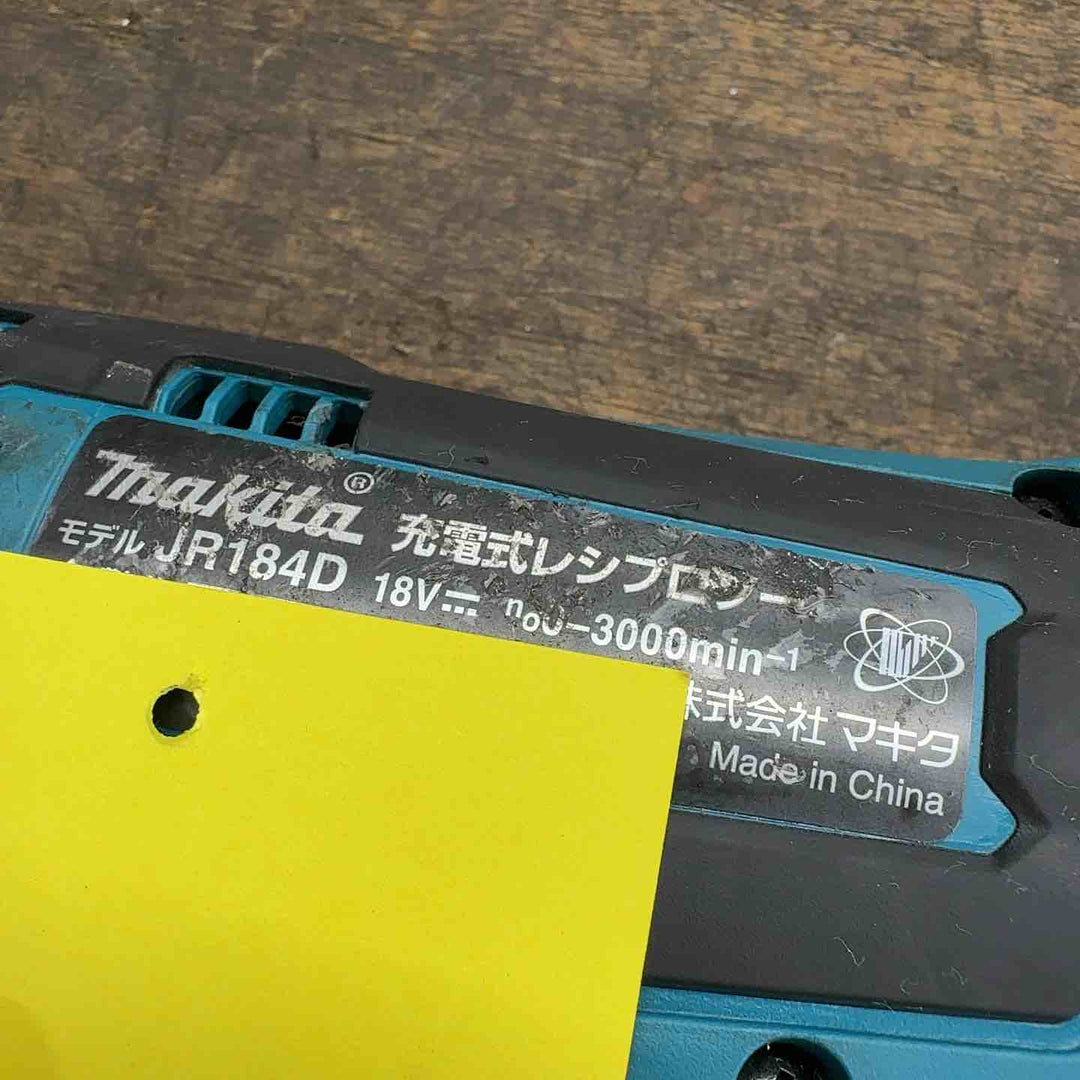 makita®
充電式レシプロソー
モデル JR184D 18V⎓ n₀0-3000min⁻¹
株式会社マキタ
Made in China